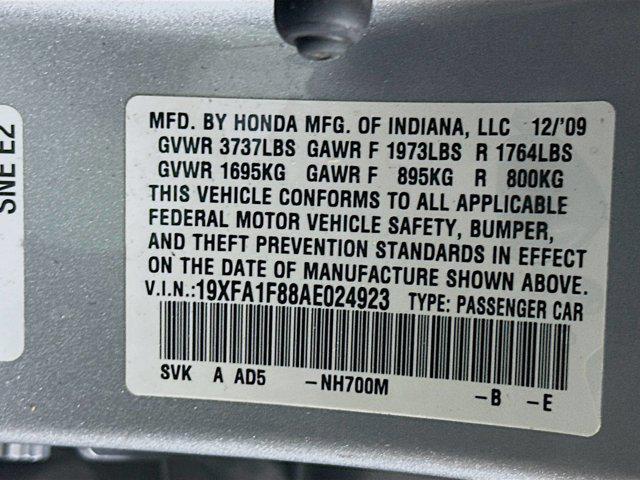 SNE E2
MFD. BY HONDA MFG. OF INDIANA, LLC 12/'09
GVWR 3737LBS GAWR F 1973LBS R 1764LBS
GVWR 1695KG GAWR F 895KG R 800KG
THIS VEHICLE CONFORMS TO ALL APPLICABLE
FEDERAL MOTOR VEHICLE SAFETY, BUMPER,
AND THEFT PREVENTION STANDARDS IN EFFECT
ON THE DATE OF MANUFACTURE SHOWN ABOVE.
V.I.N.:19XFA1F88AE024923 TYPE: PASSENGER CAR
SVK A AD5 -NH700M -B -E